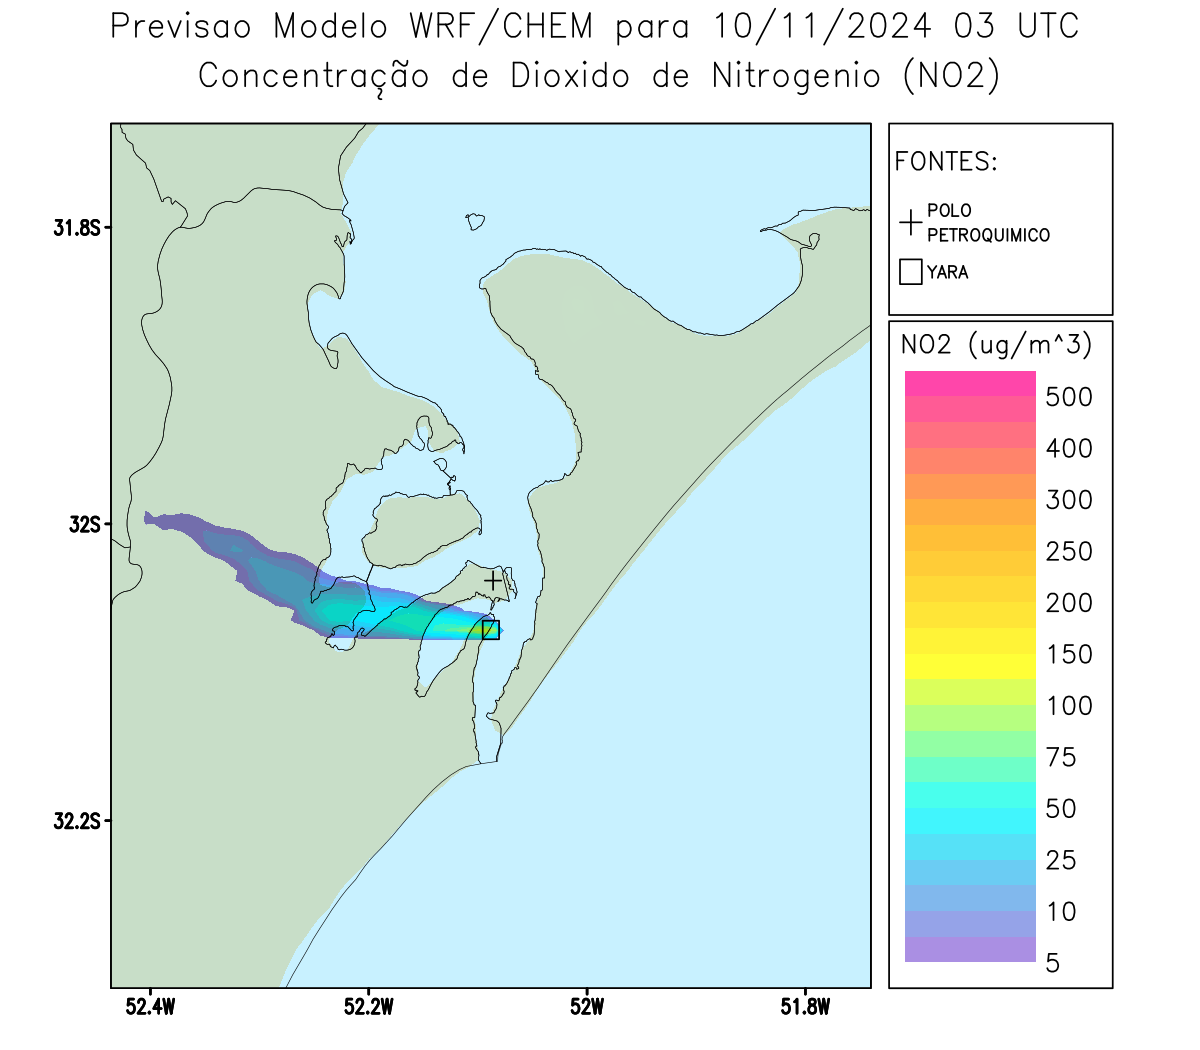 Previsao Modelo WRF/CHEM para 10/11/2024 03 UTC
Concentração de Dioxido de Nitrogenio (NO2)
FONTES:
POLO
PETROQUIMICO
YARA
NO2 (ug/m^3)
500
400
300
250
200
150
100
75
50
25
10
5
31.8S
32S
32.2S
52.4W
52.2W
52W
51.8W